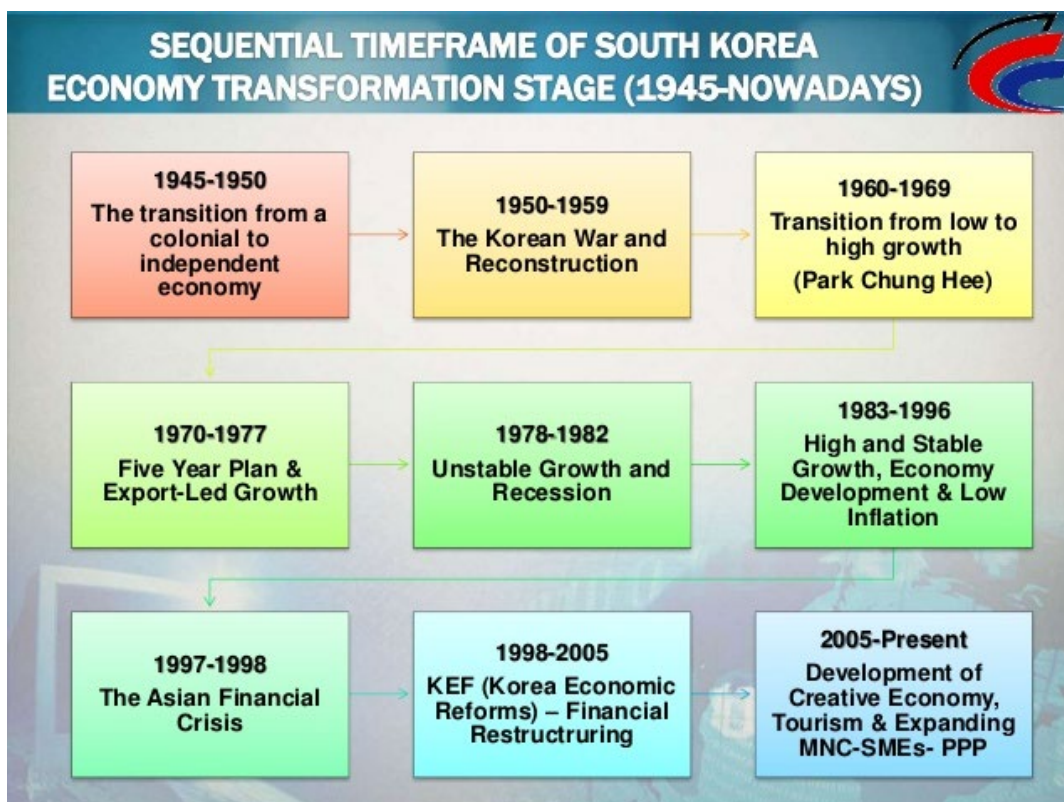 SEQUENTIAL TIMEFRAME OF SOUTH KOREA
ECONOMY TRANSFORMATION STAGE (1945-NOWADAYS)
1945-1950
The transition from a
colonial to
independent
economy
1950-1959
The Korean War and
Reconstruction
1960-1969
Transition from low to
high growth
(Park Chung Hee)
1970-1977
Five Year Plan &
Export-Led Growth
1978-1982
Unstable Growth and
Recession
1983-1996
High and Stable
Growth, Economy
Development & Low
Inflation
1997-1998
The Asian Financial
Crisis
1998-2005
KEF (Korea Economic
Reforms) – Financial
Restructruring
2005-Present
Development of
Creative Economy,
Tourism & Expanding
MNC-SMEs- PPP